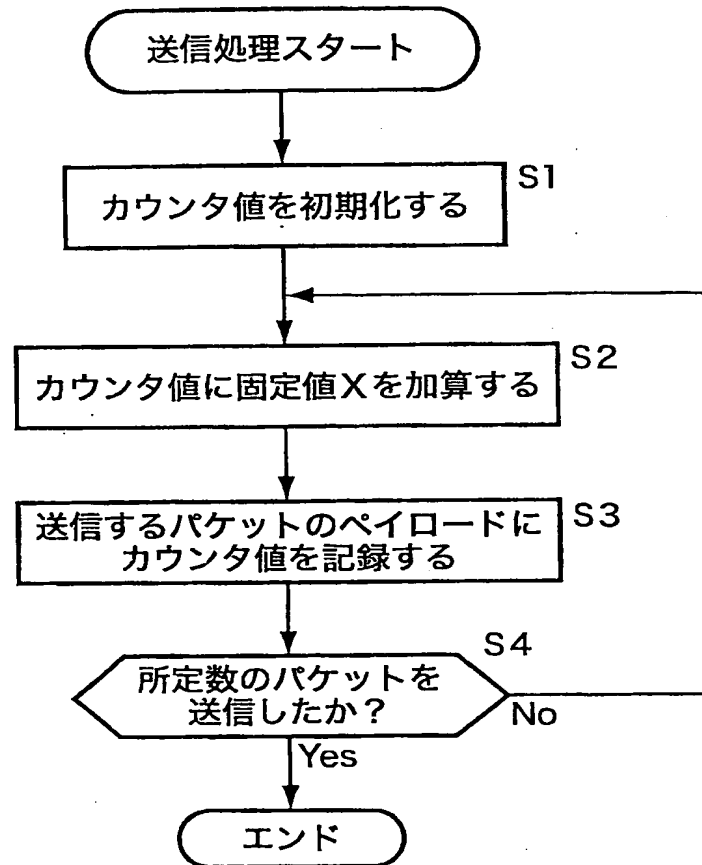 送信処理スタート
S1
カウンタ値を初期化する
S2
カウンタ値に固定値Xを加算する
S3
送信するパケットのペイロードに
カウンタ値を記録する
S4
所定数のパケットを
送信したか？
No
Yes
エンド